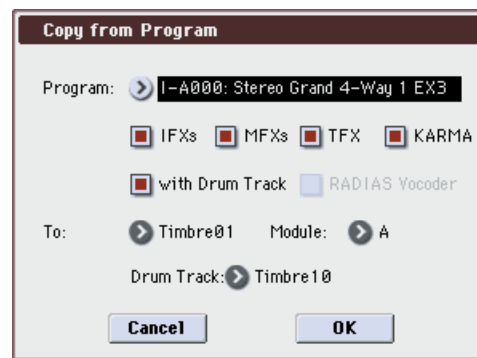 Copy from Program
Program: I-A000: Stereo Grand 4-Way 1 EX3
IFXs MFXs TFX KARMA
with Drum Track RADIAS Vocoder
To: Timbre01 Module: A
Drum Track: Timbre10
Cancel OK